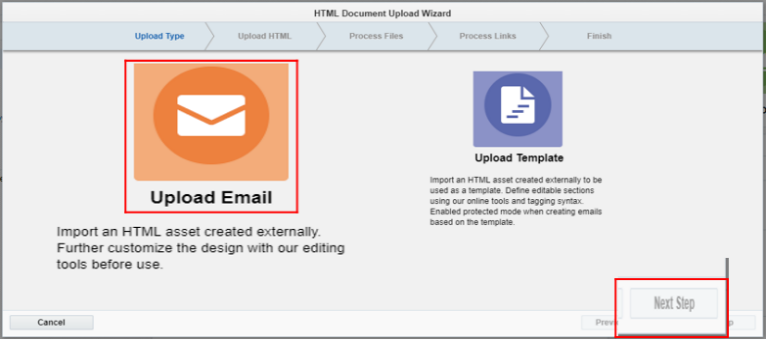 HTML Document Upload Wizard
Upload Type
Upload HTML
Process Files
Process Links
Finish
Upload Email
Import an HTML asset created externally.
Further customize the design with our editing
tools before use.
Upload Template
Import an HTML asset created externally to be
used as a template. Define editable sections
using our online tools and tagging syntax.
Enabled protected mode when creating emails
based on the template.
Cancel
Next Step